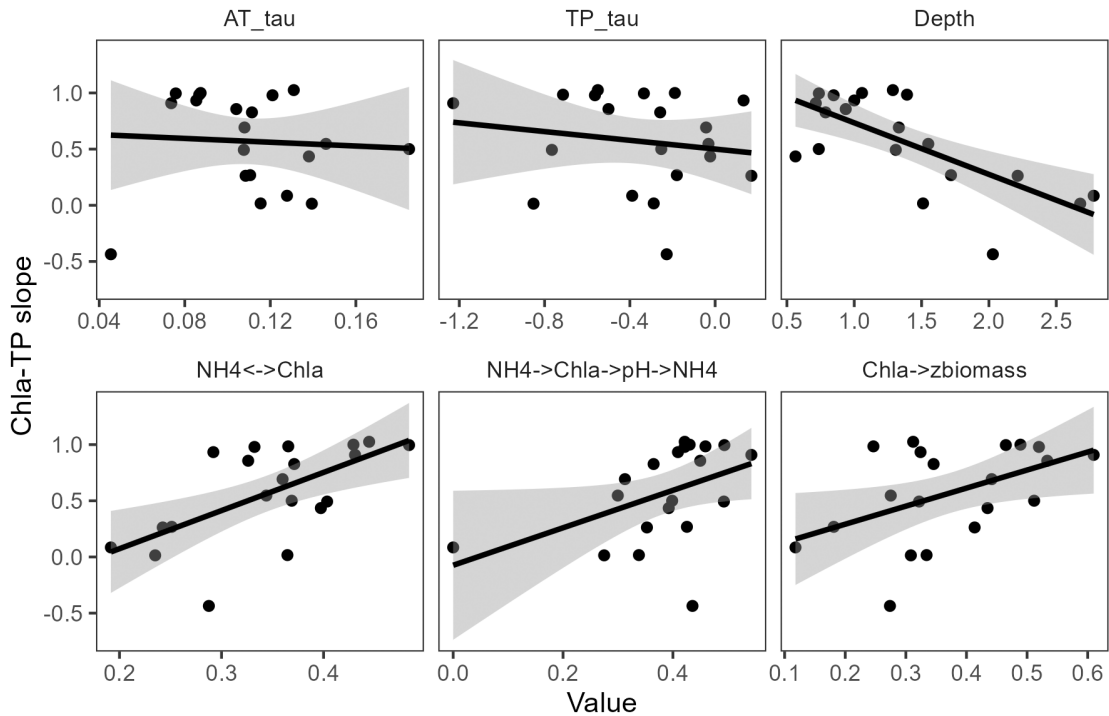 AT_tau TP_tau Depth
1.0
0.5
0.0
-0.5
0.04 0.08 0.12 0.16 -1.2 -0.8 -0.4 0.0 0.5 1.0 1.5 2.0 2.5
Chla-TP slope
NH4<->Chla NH4->Chla->pH->NH4 Chla->zbiomass
1.0
0.5
0.0
-0.5
0.2 0.3 0.4 0.0 0.2 0.4 0.1 0.2 0.3 0.4 0.5 0.6
Value